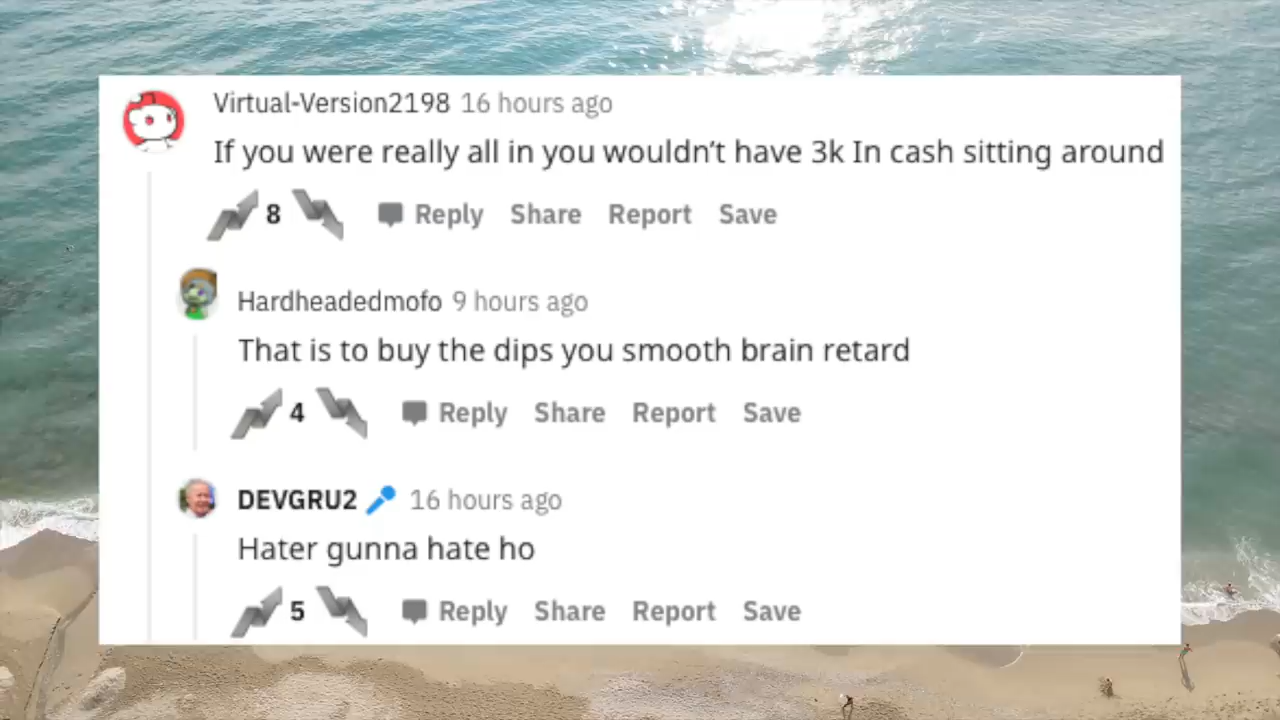 Virtual-Version2198 16 hours ago
If you were really all in you wouldn't have 3k In cash sitting around
8 Reply Share Report Save
Hardheadedmofo 9 hours ago
That is to buy the dips you smooth brain retard
4 Reply Share Report Save
DEVGRU2 16 hours ago
Hater gunna hate ho
5 Reply Share Report Save